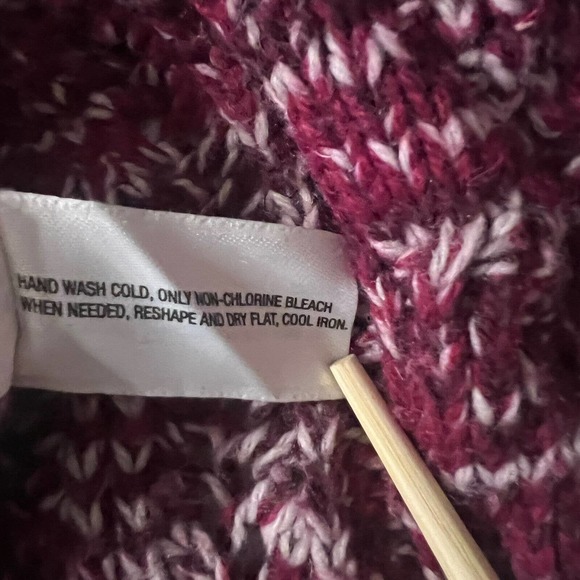 HAND WASH COLD, ONLY NON-CHLORINE BLEACH
WHEN NEEDED, RESHAPE AND DRY FLAT, COOL IRON.